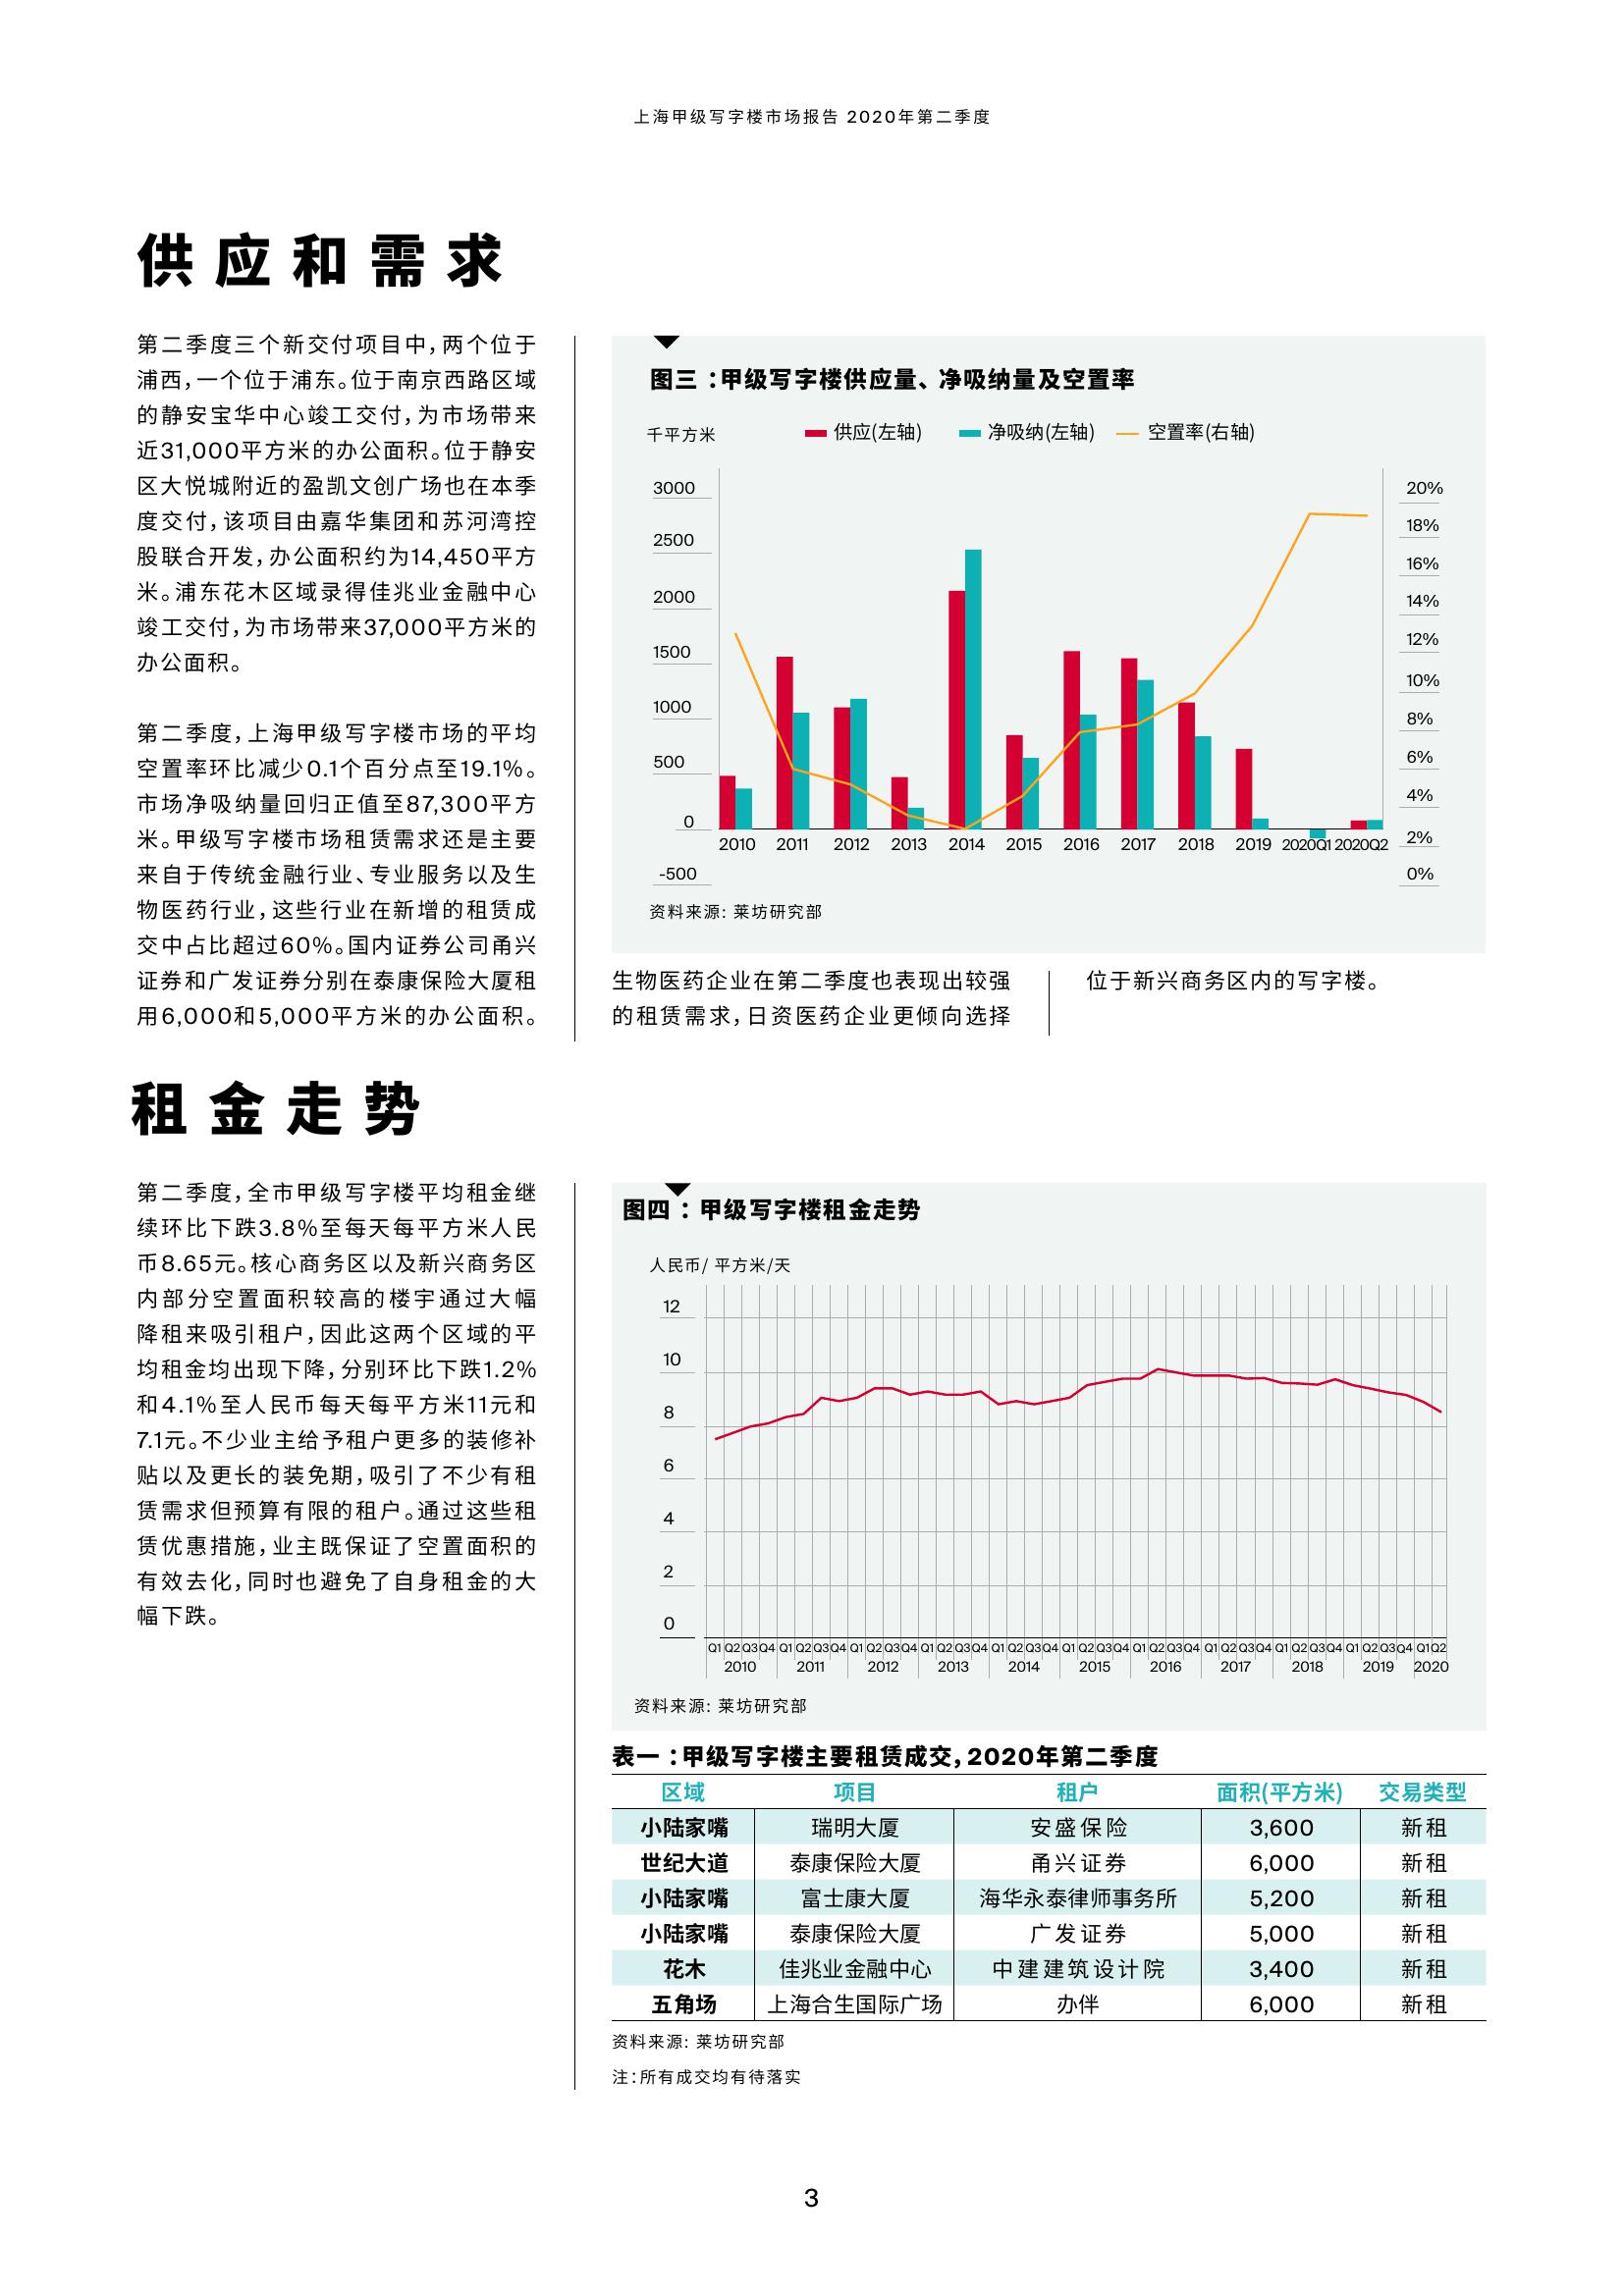 上海甲级写字楼市场报告 2020年第二季度
供应和需求
第二季度三个新交付项目中，两个位于
浦西，一个位于浦东。位于南京西路区域
的静安宝华中心竣工交付，为市场带来
近31,000平方米的办公面积。位于静安
区大悦城附近的盈凯文创广场也在本季
度交付，该项目由嘉华集团和苏河湾控
股联合开发，办公面积约为14,450平方
米。浦东花木区域录得佳兆业金融中心
竣工交付，为市场带来37,000平方米的
办公面积。
第二季度，上海甲级写字楼市场的平均
空置率环比减少0.1个百分点至19.1%。
市场净吸纳量回归正值至87,300平方
米。甲级写字楼市场租赁需求还是主要
来自于传统金融行业、专业服务以及生
物医药行业，这些行业在新增的租赁成
交中占比超过60%。国内证券公司甬兴
证券和广发证券分别在泰康保险大厦租
用6,000和5,000平方米的办公面积。
图三：甲级写字楼供应量、净吸纳量及空置率
千平方米 供应(左轴) 净吸纳(左轴) 空置率(右轴)
3000 20%
18%
2500
16%
2000 14%
12%
1500
10%
1000
8%
500 6%
4%
0
2010 2011 2012 2013 2014 2015 2016 2017 2018 2019 2020Q1 2020Q2 2%
-500 0%
资料来源: 莱坊研究部
生物医药企业在第二季度也表现出较强
的租赁需求，日资医药企业更倾向选择
位于新兴商务区内的写字楼。
租金走势
第二季度，全市甲级写字楼平均租金继
续环比下跌3.8%至每天每平方米人民
币8.65元。核心商务区以及新兴商务区
内部分空置面积较高的楼宇通过大幅
降租来吸引租户，因此这两个区域的平
均租金均出现下降，分别环比下跌1.2%
和4.1%至人民币每天每平方米11元和
7.1元。不少业主给予租户更多的装修补
贴以及更长的装免期，吸引了不少有租
赁需求但预算有限的租户。通过这些租
赁优惠措施，业主既保证了空置面积的
有效去化，同时也避免了自身租金的大
幅下跌。
图四：甲级写字楼租金走势
人民币/ 平方米/天
12
10
8
6
4
2
0
Q1 Q2 Q3 Q4 Q1 Q2 Q3 Q4 Q1 Q2 Q3 Q4 Q1 Q2 Q3 Q4 Q1 Q2 Q3 Q4 Q1 Q2 Q3 Q4 Q1 Q2 Q3 Q4 Q1 Q2 Q3 Q4 Q1 Q2 Q3 Q4 Q1 Q2 Q3 Q4 Q1 Q2
2010 2011 2012 2013 2014 2015 2016 2017 2018 2019 2020
资料来源: 莱坊研究部
表一：甲级写字楼主要租赁成交，2020年第二季度
区域 项目 租户 面积(平方米) 交易类型
小陆家嘴 瑞明大厦 安盛保险 3,600 新租
世纪大道 泰康保险大厦 甬兴证券 6,000 新租
小陆家嘴 富士康大厦 海华永泰律师事务所 5,200 新租
小陆家嘴 泰康保险大厦 广发证券 5,000 新租
花木 佳兆业金融中心 中建建筑设计院 3,400 新租
五角场 上海合生国际广场 办伴 6,000 新租
资料来源: 莱坊研究部
注：所有成交均有待落实
3